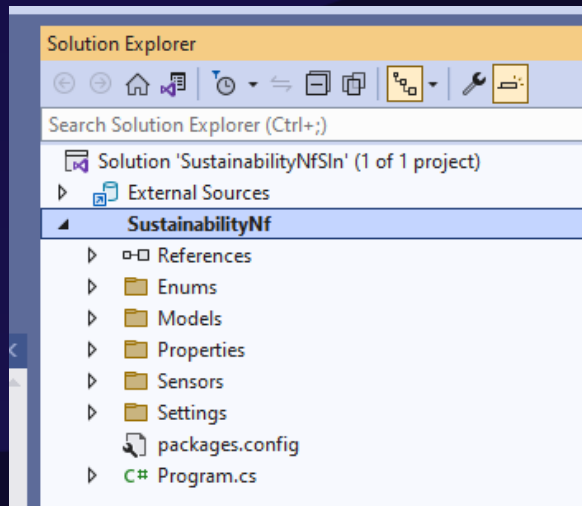 Solution Explorer
Search Solution Explorer (Ctrl+;)
Solution 'SustainabilityNfSln' (1 of 1 project)
External Sources
SustainabilityNf
References
Enums
Models
Properties
Sensors
Settings
packages.config
C# Program.cs